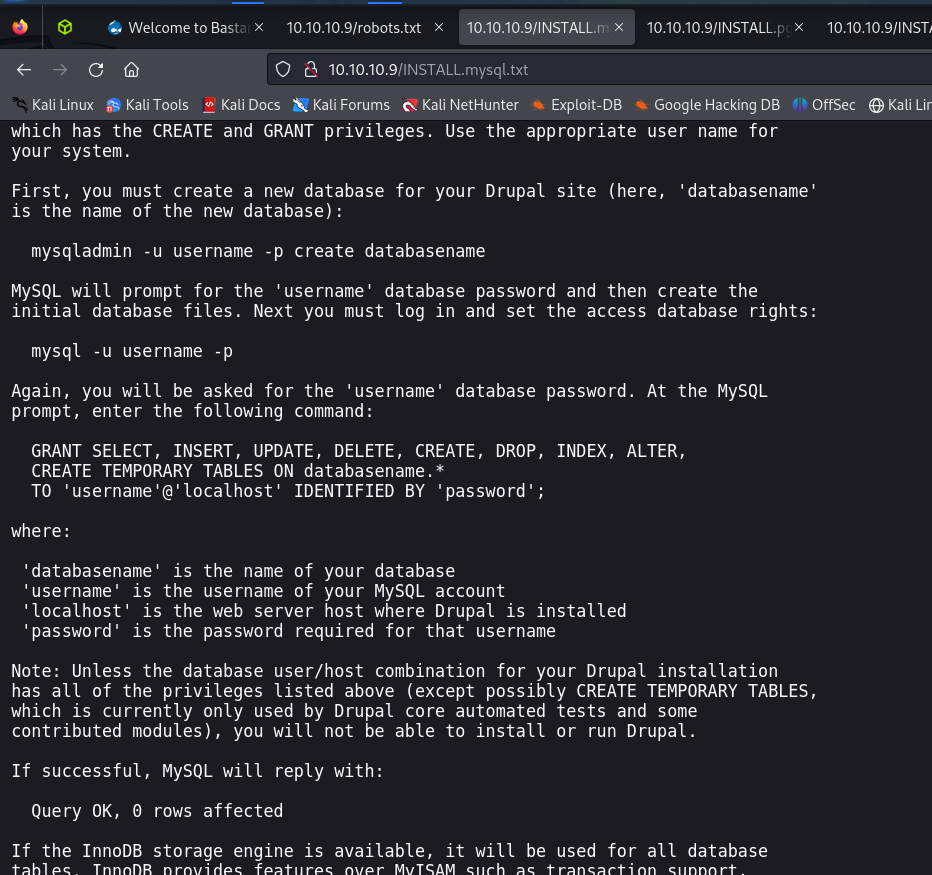 Welcome to Bastar
10.10.10.9/robots.txt
10.10.10.9/INSTALL.m
10.10.10.9/INSTALL.pg
10.10.10.9/INSTA
10.10.10.9/INSTALL.mysql.txt
Kali Linux
Kali Tools
Kali Docs
Kali Forums
Kali NetHunter
Exploit-DB
Google Hacking DB
OffSec
Kali Lin
which has the CREATE and GRANT privileges. Use the appropriate user name for
your system.
First, you must create a new database for your Drupal site (here, 'databasename'
is the name of the new database):
mysqladmin -u username -p create databasename
MySQL will prompt for the 'username' database password and then create the
initial database files. Next you must log in and set the access database rights:
mysql -u username -p
Again, you will be asked for the 'username' database password. At the MySQL
prompt, enter the following command:
GRANT SELECT, INSERT, UPDATE, DELETE, CREATE, DROP, INDEX, ALTER,
CREATE TEMPORARY TABLES ON databasename.*
TO 'username'@'localhost' IDENTIFIED BY 'password';
where:
'databasename' is the name of your database
'username' is the username of your MySQL account
'localhost' is the web server host where Drupal is installed
'password' is the password required for that username
Note: Unless the database user/host combination for your Drupal installation
has all of the privileges listed above (except possibly CREATE TEMPORARY TABLES,
which is currently only used by Drupal core automated tests and some
contributed modules), you will not be able to install or run Drupal.
If successful, MySQL will reply with:
Query OK, 0 rows affected
If the InnoDB storage engine is available, it will be used for all database
tables. InnoDB provides features over MyISAM such as transaction support,